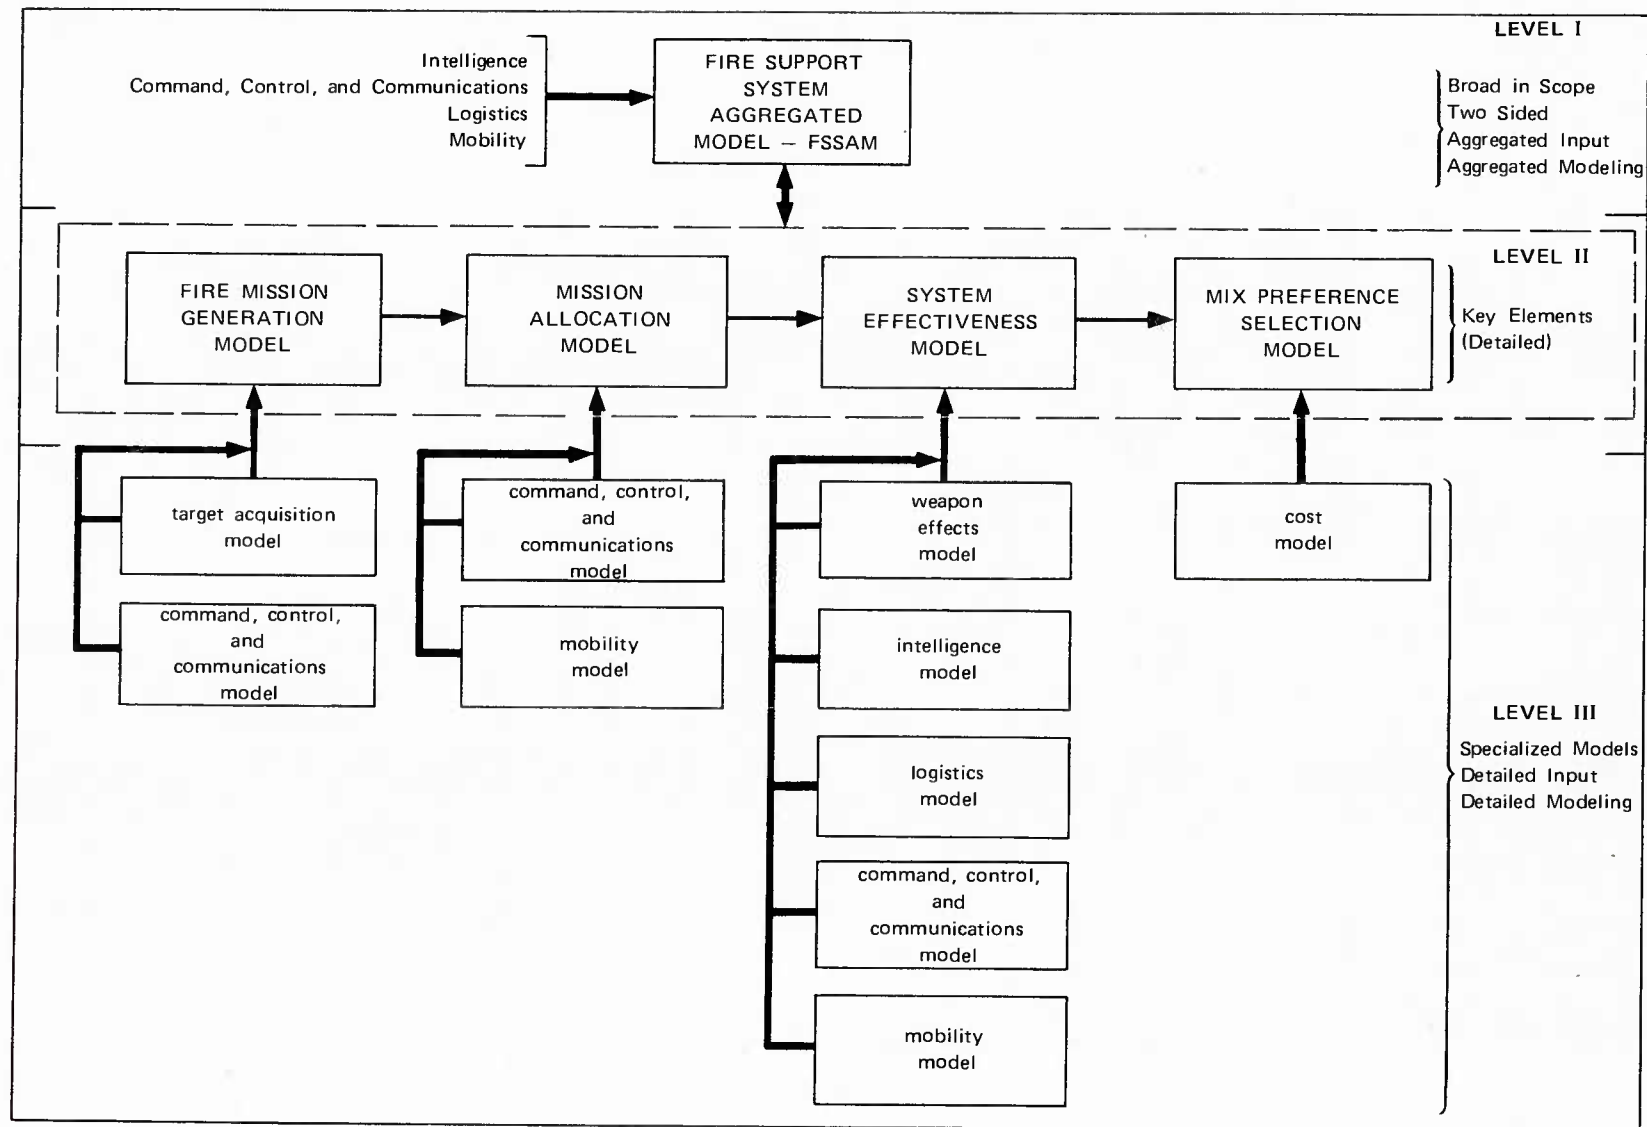 LEVEL I
Intelligence
Command, Control, and Communications
Logistics
Mobility
FIRE SUPPORT
SYSTEM
AGGREGATED
MODEL — FSSAM
Broad in Scope
Two Sided
Aggregated Input
Aggregated Modeling
LEVEL II
FIRE MISSION
GENERATION
MODEL
MISSION
ALLOCATION
MODEL
SYSTEM
EFFECTIVENESS
MODEL
MIX PREFERENCE
SELECTION
MODEL
Key Elements
(Detailed)
target acquisition
model
command, control,
and
communications
model
command, control,
and
communications
model
mobility
model
weapon
effects
model
intelligence
model
logistics
model
command, control,
and
communications
model
mobility
model
cost
model
LEVEL III
Specialized Models
Detailed Input
Detailed Modeling